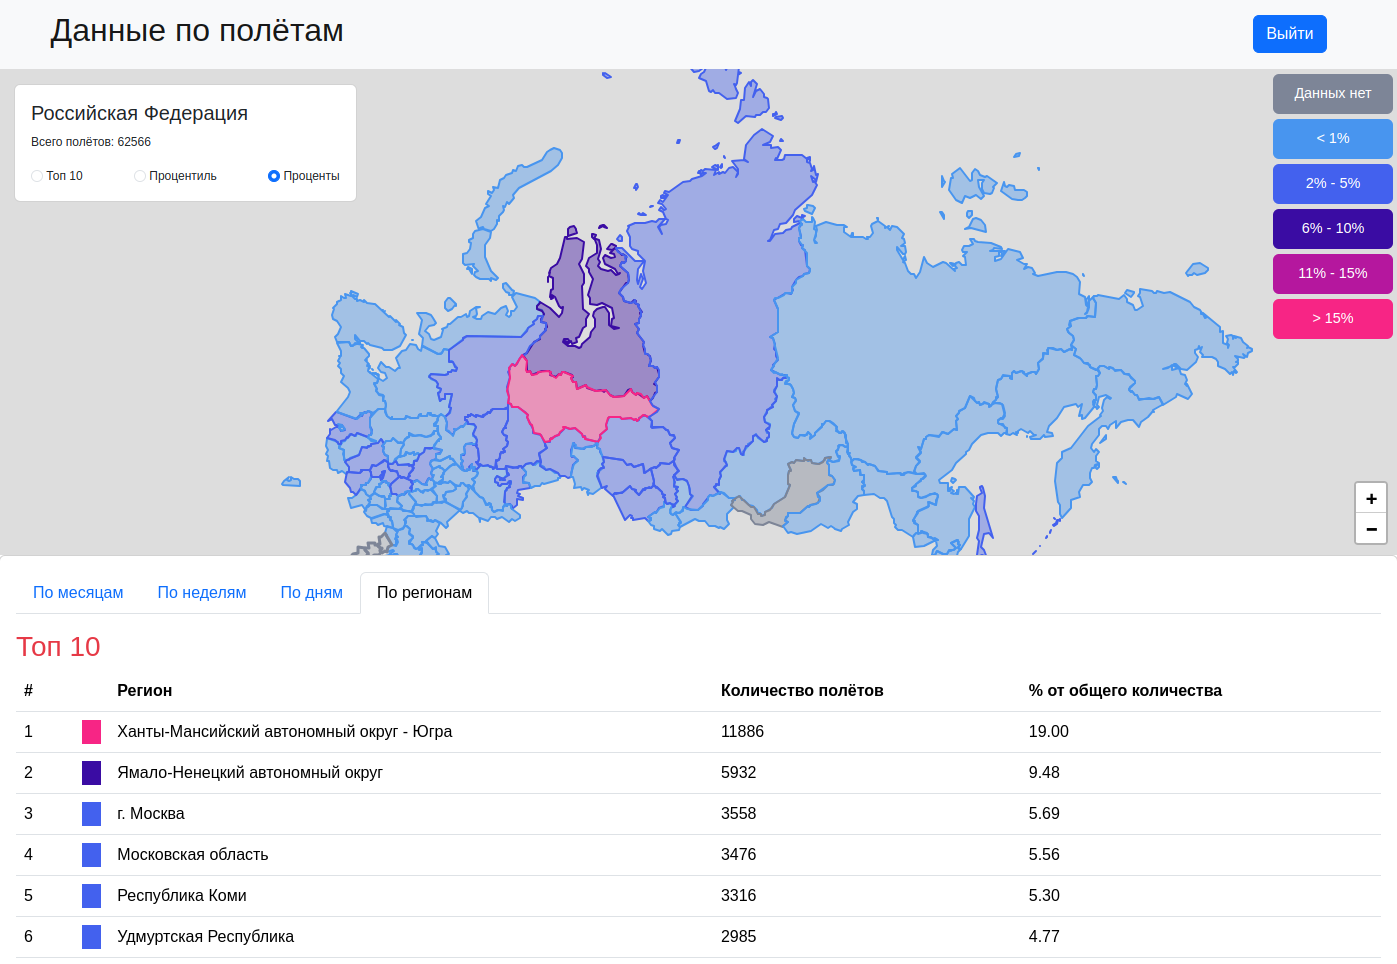 Данные по полётам
Выйти
Российская Федерация
Всего полётов: 62566
Топ 10 Процентиль Проценты
Данных нет
< 1%
2% - 5%
6% - 10%
11% - 15%
> 15%
+
−
По месяцам По неделям По дням По регионам
Топ 10
# Регион Количество полётов % от общего количества
1 Ханты-Мансийский автономный округ - Югра 11886 19.00
2 Ямало-Ненецкий автономный округ 5932 9.48
3 г. Москва 3558 5.69
4 Московская область 3476 5.56
5 Республика Коми 3316 5.30
6 Удмуртская Республика 2985 4.77